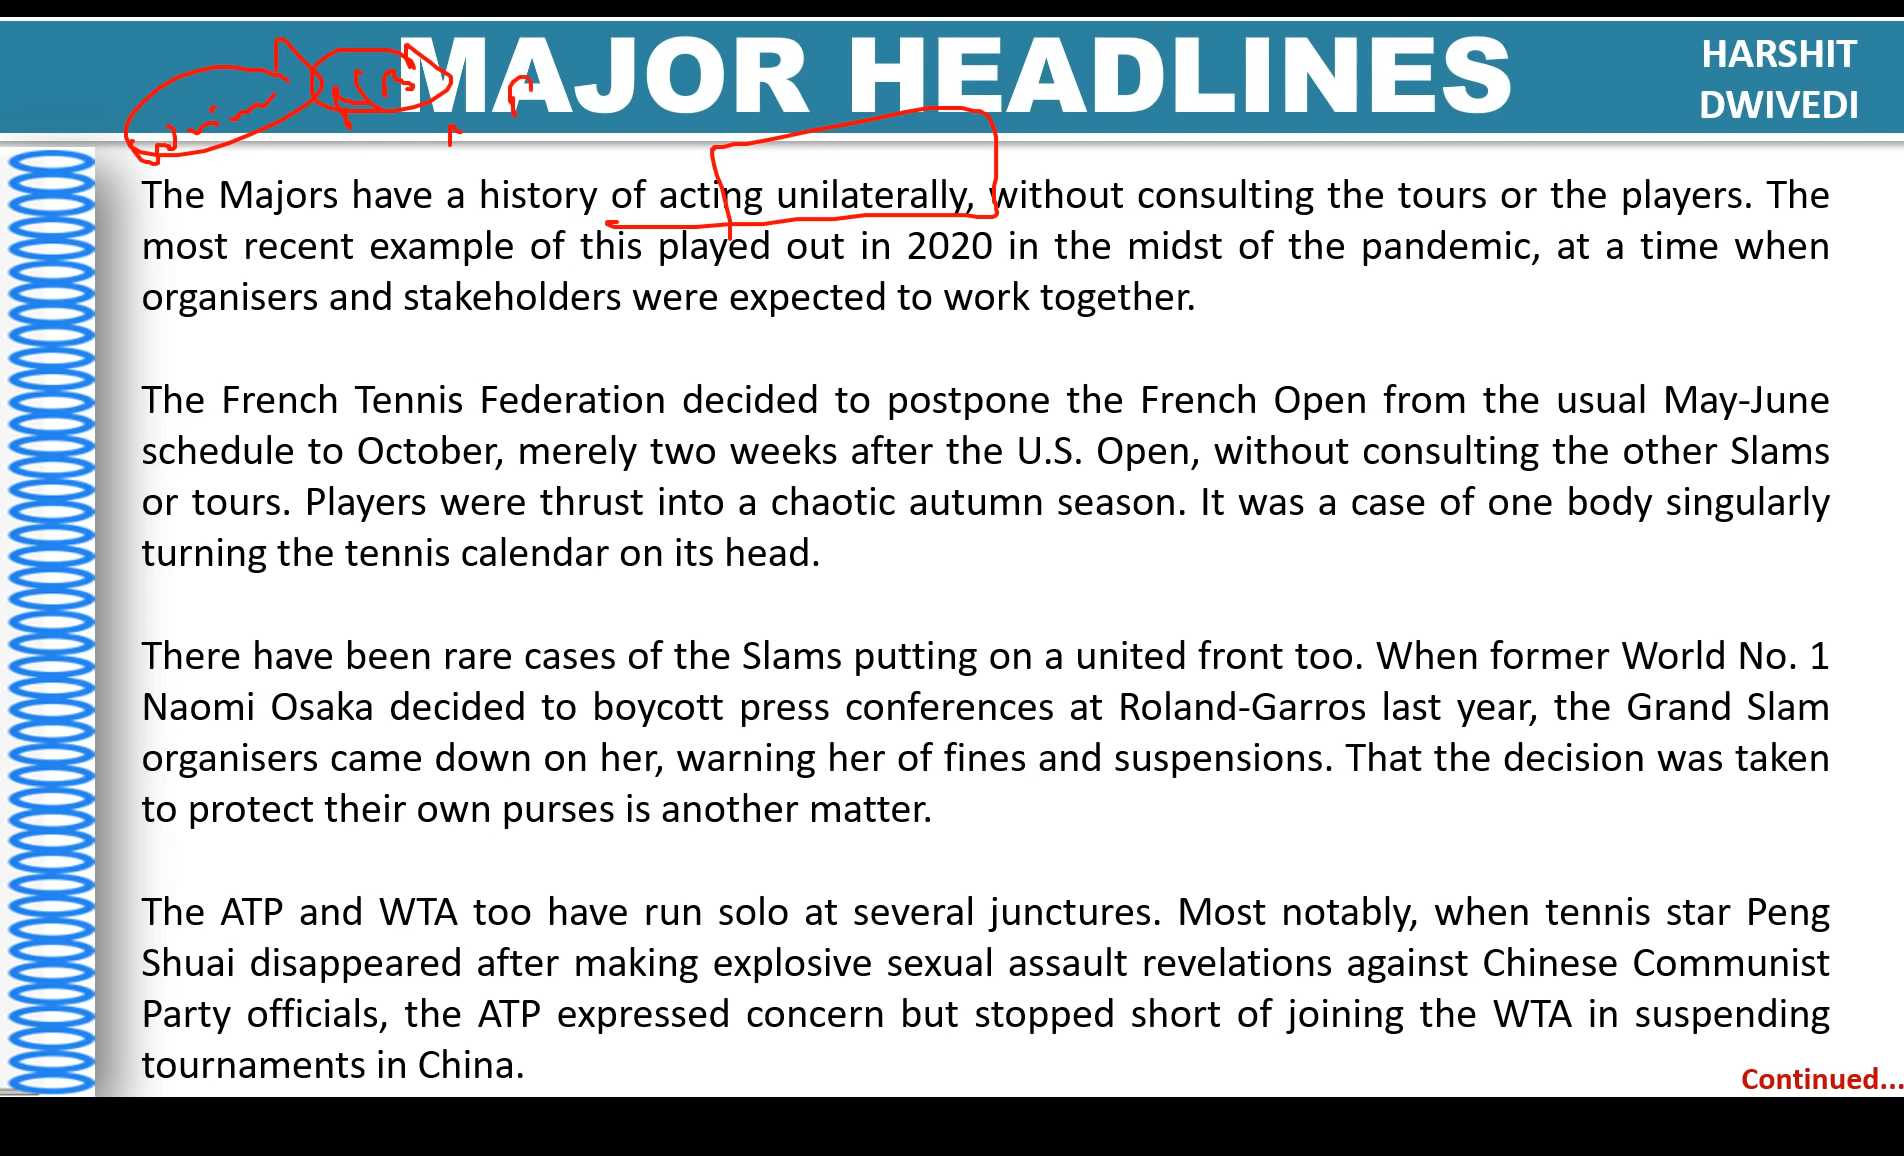 MAJOR HEADLINES
HARSHIT
DWIVEDI
The Majors have a history of acting unilaterally, without consulting the tours or the players. The
most recent example of this played out in 2020 in the midst of the pandemic, at a time when
organisers and stakeholders were expected to work together.
The French Tennis Federation decided to postpone the French Open from the usual May-June
schedule to October, merely two weeks after the U.S. Open, without consulting the other Slams
or tours. Players were thrust into a chaotic autumn season. It was a case of one body singularly
turning the tennis calendar on its head.
There have been rare cases of the Slams putting on a united front too. When former World No. 1
Naomi Osaka decided to boycott press conferences at Roland-Garros last year, the Grand Slam
organisers came down on her, warning her of fines and suspensions. That the decision was taken
to protect their own purses is another matter.
The ATP and WTA too have run solo at several junctures. Most notably, when tennis star Peng
Shuai disappeared after making explosive sexual assault revelations against Chinese Communist
Party officials, the ATP expressed concern but stopped short of joining the WTA in suspending
tournaments in China.
Continued...